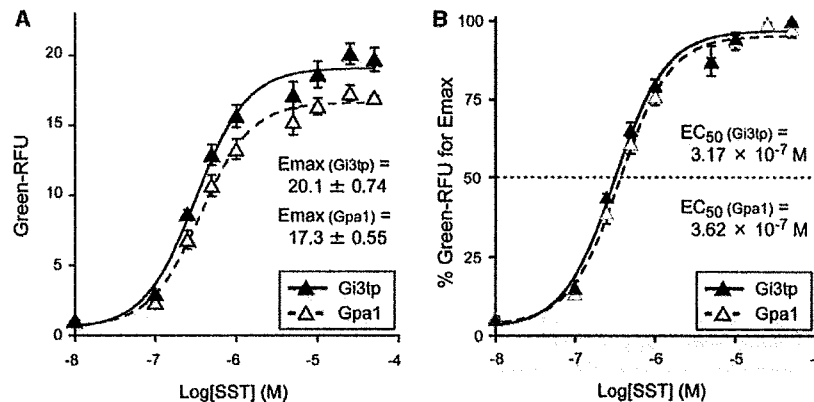 A
Green-RFU
20
15
10
5
0
Emax (Gi3tp) =
20.1 ± 0.74
Emax (Gpa1) =
17.3 ± 0.55
Gi3tp
Gpa1
-8
-7
-6
-5
-4
Log[SST] (M)
B
% Green-RFU for Emax
100
75
50
25
0
EC50 (Gi3tp) =
3.17 × 10-7 M
EC50 (Gpa1) =
3.62 × 10-7 M
Gi3tp
Gpa1
-8
-7
-6
-5
-4
Log[SST] (M)